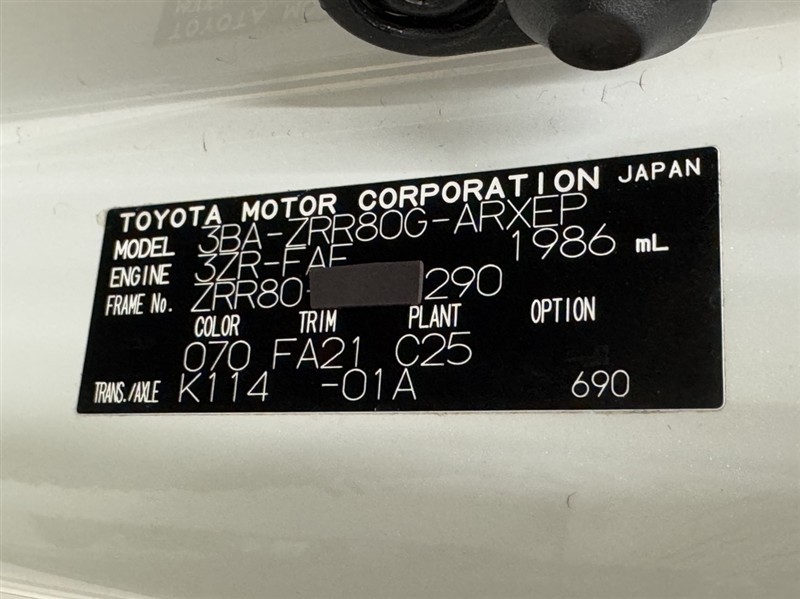 TOYOTA MOTOR CORPORATION JAPAN
MODEL 3BA-ZRR80G-ARXEP
ENGINE 3ZR-FAE 1986 mL
FRAME No. ZRR80- 290
COLOR TRIM PLANT OPTION
070 FA21 C25
TRANS./AXLE K114 -01A 690